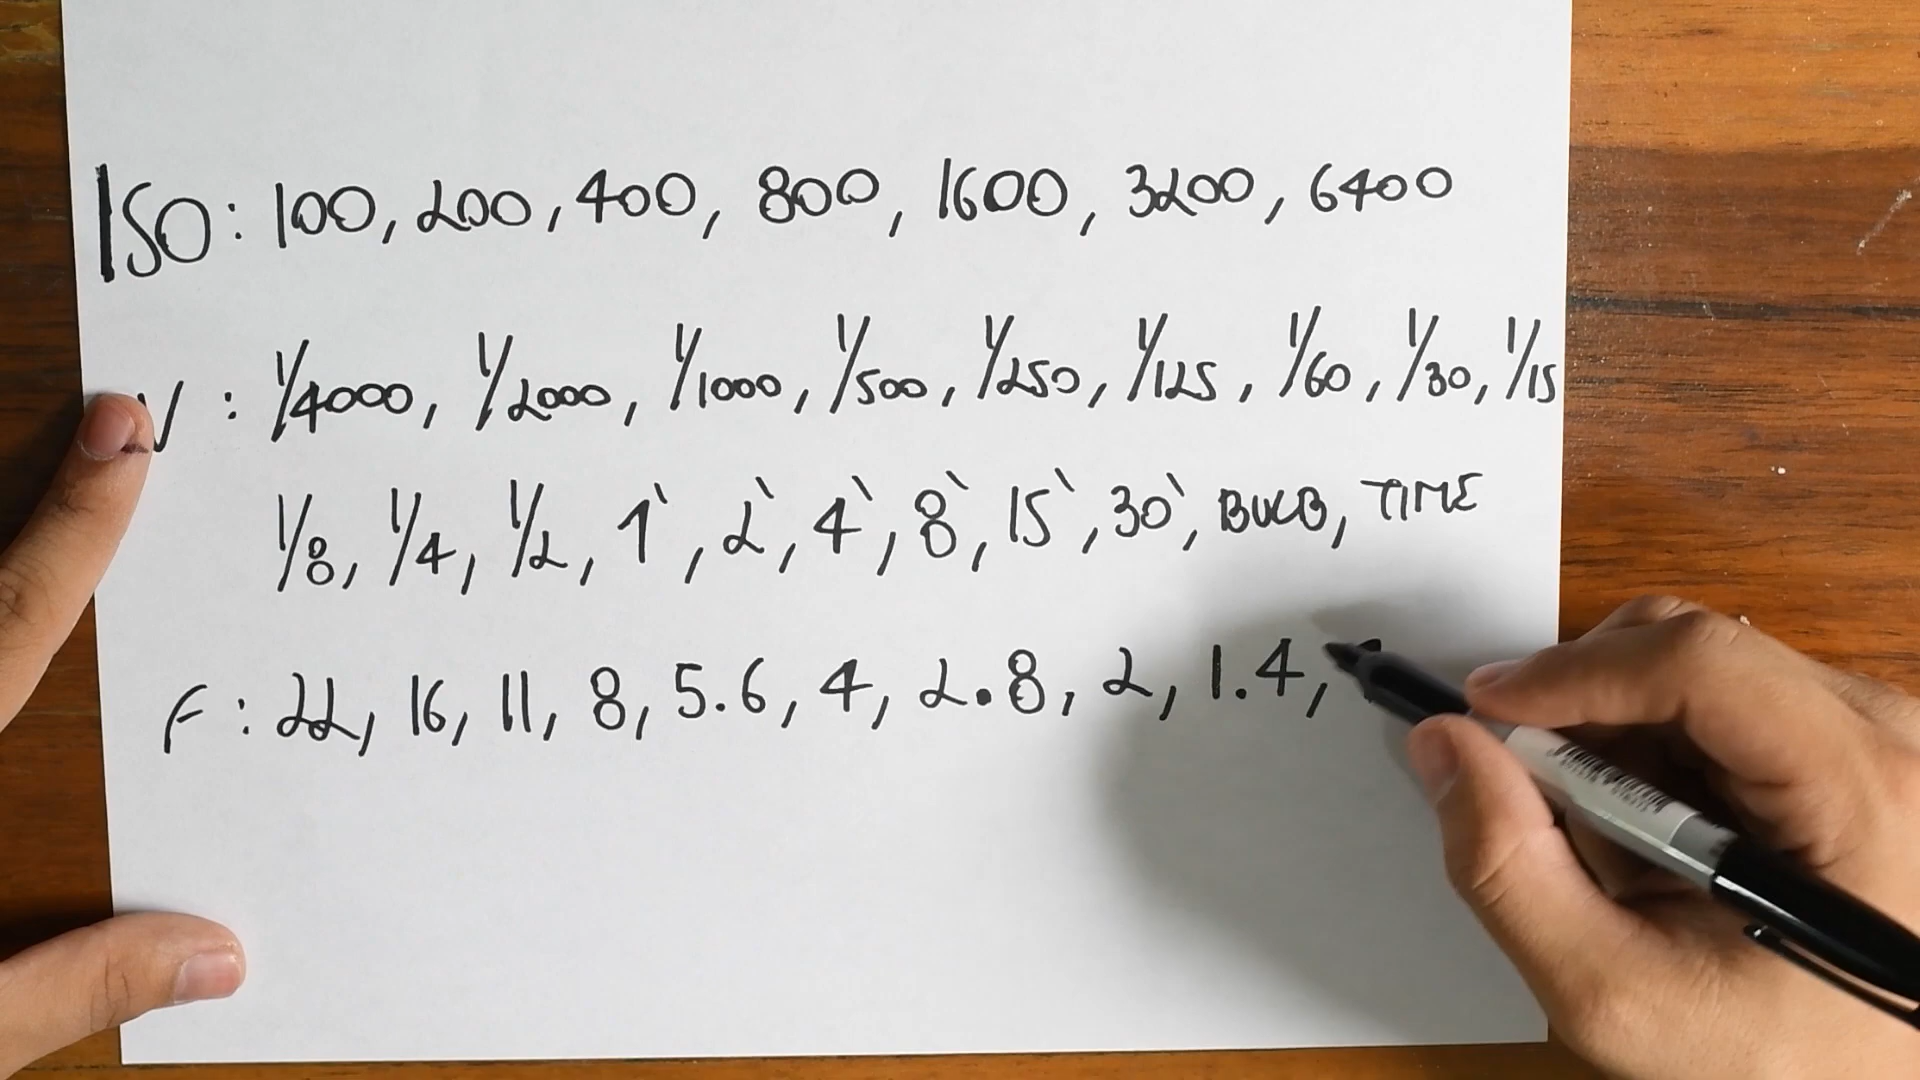 ISO: 100, 200, 400, 800, 1600, 3200, 6400
V : 1/4000, 1/2000, 1/1000, 1/500, 1/250, 1/125, 1/60, 1/30, 1/15
1/8, 1/4, 1/2, 1`, 2`, 4`, 8`, 15`, 30`, BULB, TIME
F : 22, 16, 11, 8, 5.6, 4, 2.8, 2, 1.4,